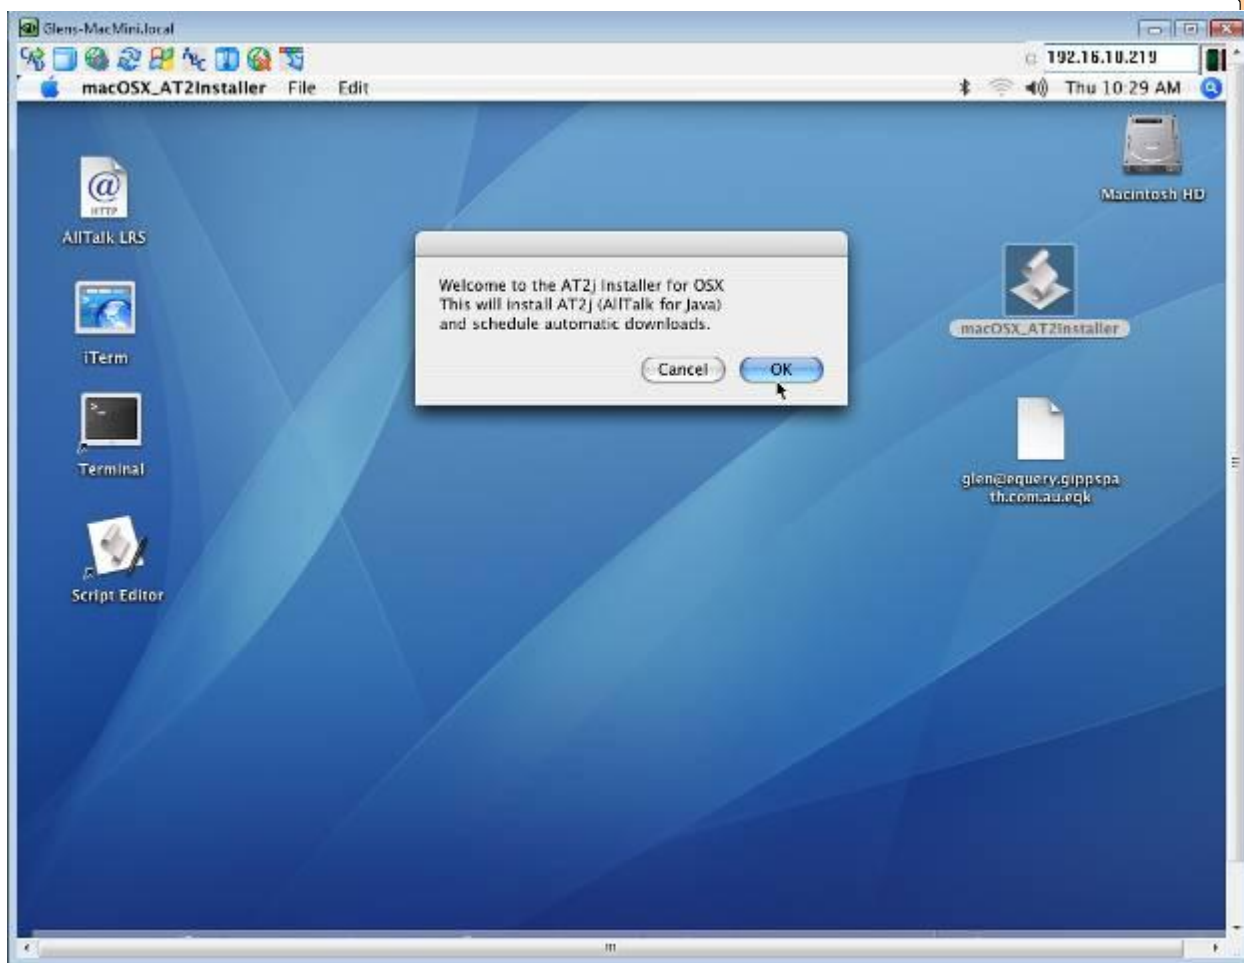 Glens-MacMini.local
192.16.10.219
macOSX_AT2Installer File Edit
Thu 10:29 AM
Macintosh HD
HTTP
AllTalk LRS
Welcome to the AT2j Installer for OSX
This will install AT2j (AllTalk for Java)
and schedule automatic downloads.
Cancel OK
macOSX_AT2Installer
iTerm
Terminal
glen@equery.gippspa
th.com.au.eqk
Script Editor